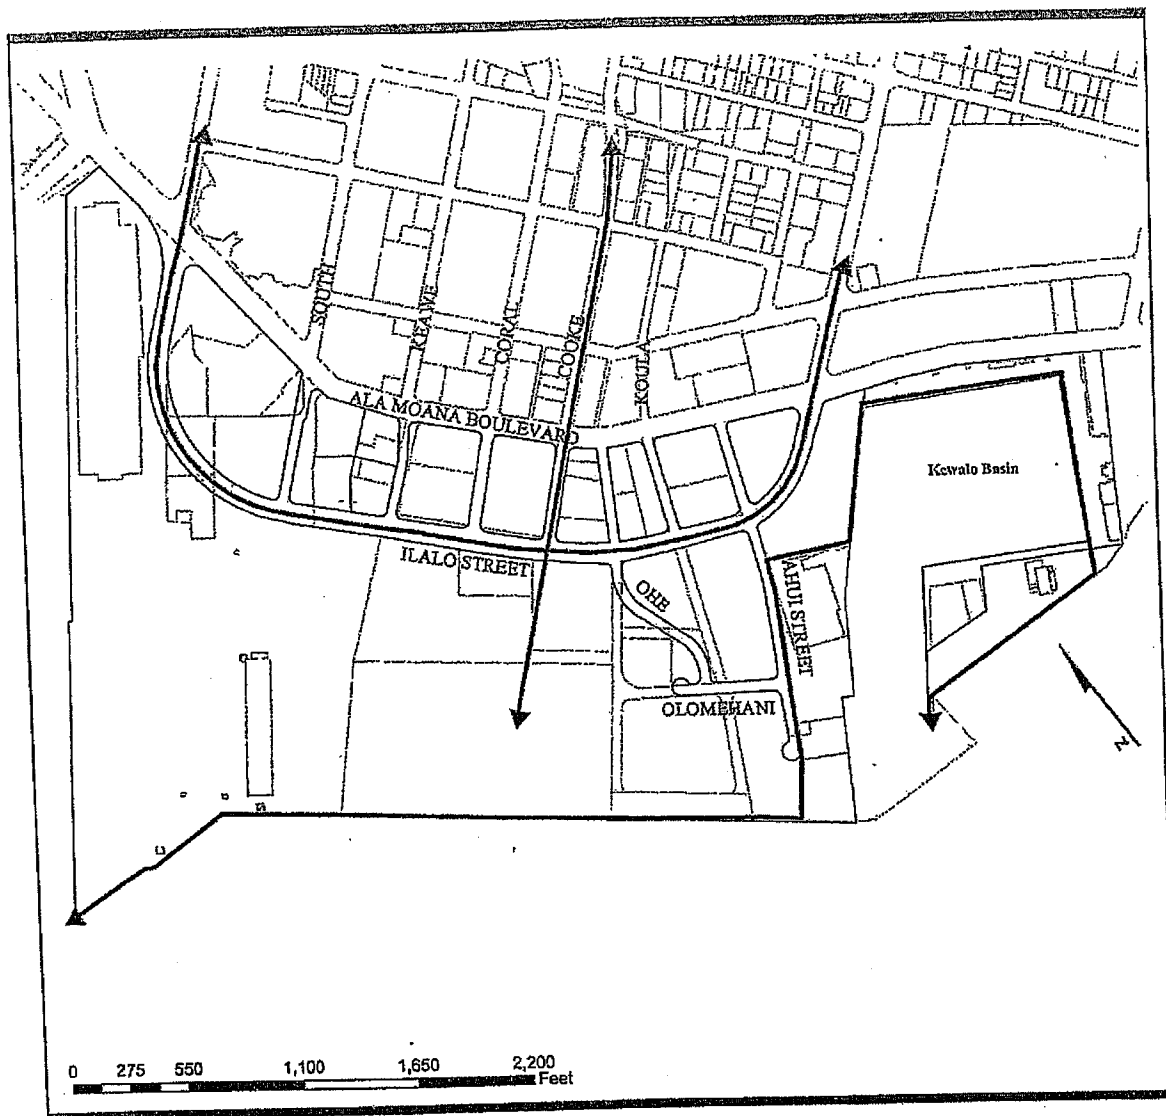 SOUTH
KEAWE
CORAL
COOKE
KOULA
ALA MOANA BOULEVARD
Kewalo Basin
ILALO STREET
OHE
AHUI STREET
OLOMEHANI
N
0 275 550 1,100 1,650 2,200
Feet